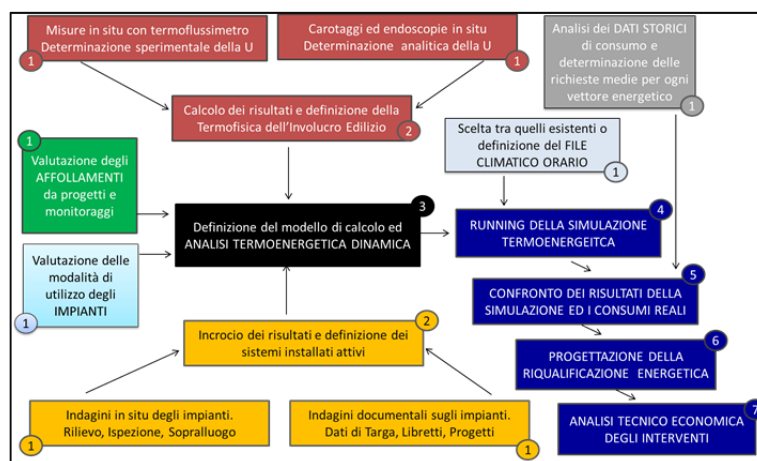 Misure in situ con termoflussimetro
Determinazione sperimentale della U
1
Carotaggi ed endoscopie in situ
Determinazione analitica della U
1
Analisi dei DATI STORICI
di consumo e
determinazione delle
richieste medie per ogni
vettore energetico
1
Calcolo dei risultati e definizione della
Termofisica dell'Involucro Edilizio
2
Scelta tra quelli esistenti o
definizione del FILE
CLIMATICO ORARIO
1
1
Valutazione degli
AFFOLLAMENTI
da progetti e
monitoraggi
3
Definizione del modello di calcolo ed
ANALISI TERMOENERGETICA DINAMICA
4
RUNNING DELLA SIMULAZIONE
TERMOENERGEITCA
Valutazione delle
modalità di
utilizzo degli
IMPIANTI
1
5
CONFRONTO DEI RISULTATI DELLA
SIMULAZIONE ED I CONSUMI REALI
2
Incrocio dei risultati e definizione dei
sistemi installati attivi
6
PROGETTAZIONE DELLA
RIQUALIFICAZIONE ENERGETICA
Indagini in situ degli impianti.
Rilievo, Ispezione, Sopralluogo
1
Indagini documentali sugli impianti.
Dati di Targa, Libretti, Progetti
1
7
ANALISI TECNICO ECONOMICA
DEGLI INTERVENTI